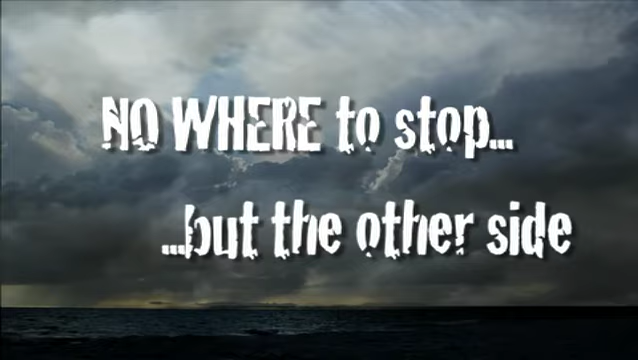 NO WHERE to stop...
...but the other side